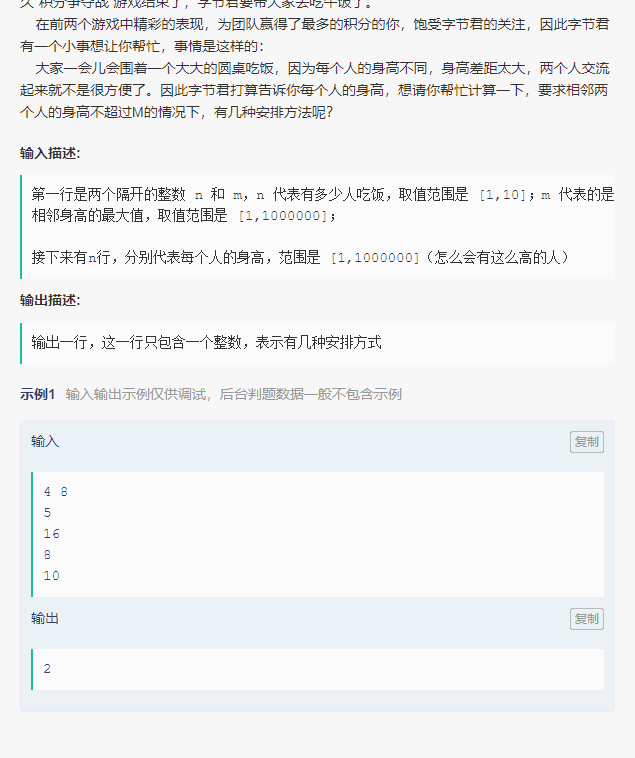 久"积分争夺战"游戏结束了，字节君要带大家去吃午饭了。
在前两个游戏中精彩的表现，为团队赢得了最多的积分的你，饱受字节君的关注，因此字节君
有一个小事想让你帮忙，事情是这样的：
大家一会儿会围着一个大大的圆桌吃饭，因为每个人的身高不同，身高差距太大，两个人交流
起来就不是很方便了。因此字节君打算告诉你每个人的身高，想请你帮忙计算一下，要求相邻两
个人的身高不超过M的情况下，有几种安排方法呢？
输入描述:
第一行是两个隔开的整数 n 和 m，n 代表有多少人吃饭，取值范围是 [1,10]；m 代表的是
相邻身高的最大值，取值范围是 [1,1000000]；
接下来有n行，分别代表每个人的身高，范围是 [1,1000000]（怎么会有这么高的人）
输出描述:
输出一行，这一行只包含一个整数，表示有几种安排方式
示例1 输入输出示例仅供调试，后台判题数据一般不包含示例
输入
复制
4 8
5
16
8
10
输出
复制
2